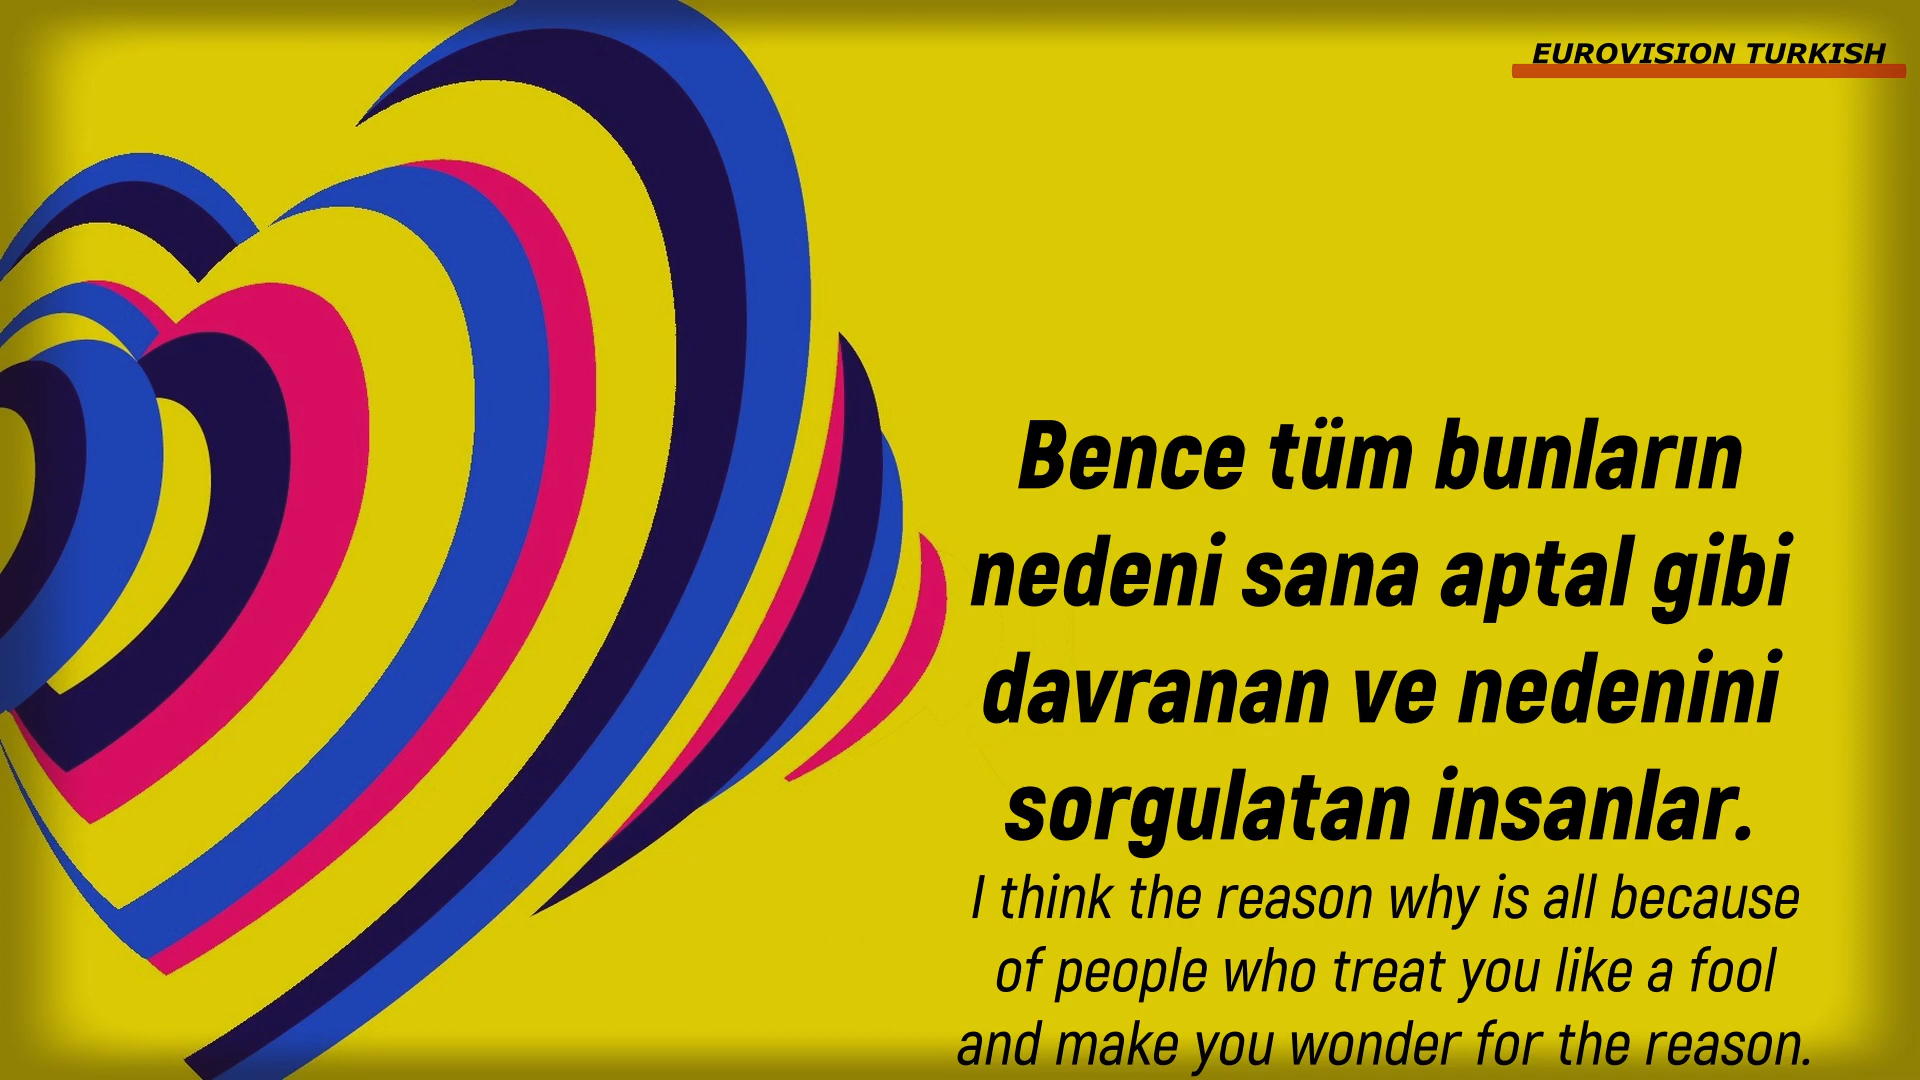 EUROVISION TURKISH
Bence tüm bunların
nedeni sana aptal gibi
davranan ve nedenini
sorgulatan insanlar.
I think the reason why is all because
of people who treat you like a fool
and make you wonder for the reason.